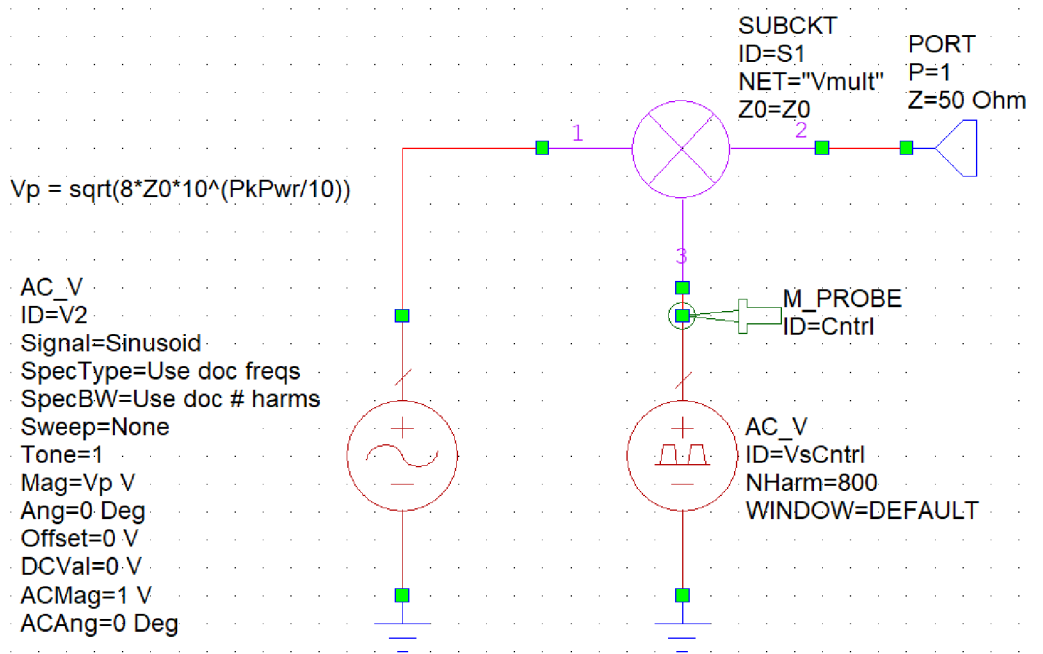 SUBCKT
ID=S1
NET="Vmult"
Z0=Z0
PORT
P=1
Z=50 Ohm
1
2
3
Vp = sqrt(8*Z0*10^(PkPwr/10))
AC_V
ID=V2
Signal=Sinusoid
SpecType=Use doc freqs
SpecBW=Use doc # harms
Sweep=None
Tone=1
Mag=Vp V
Ang=0 Deg
Offset=0 V
DCVal=0 V
ACMag=1 V
ACAng=0 Deg
M_PROBE
ID=Cntrl
AC_V
ID=VsCntrl
NHarm=800
WINDOW=DEFAULT